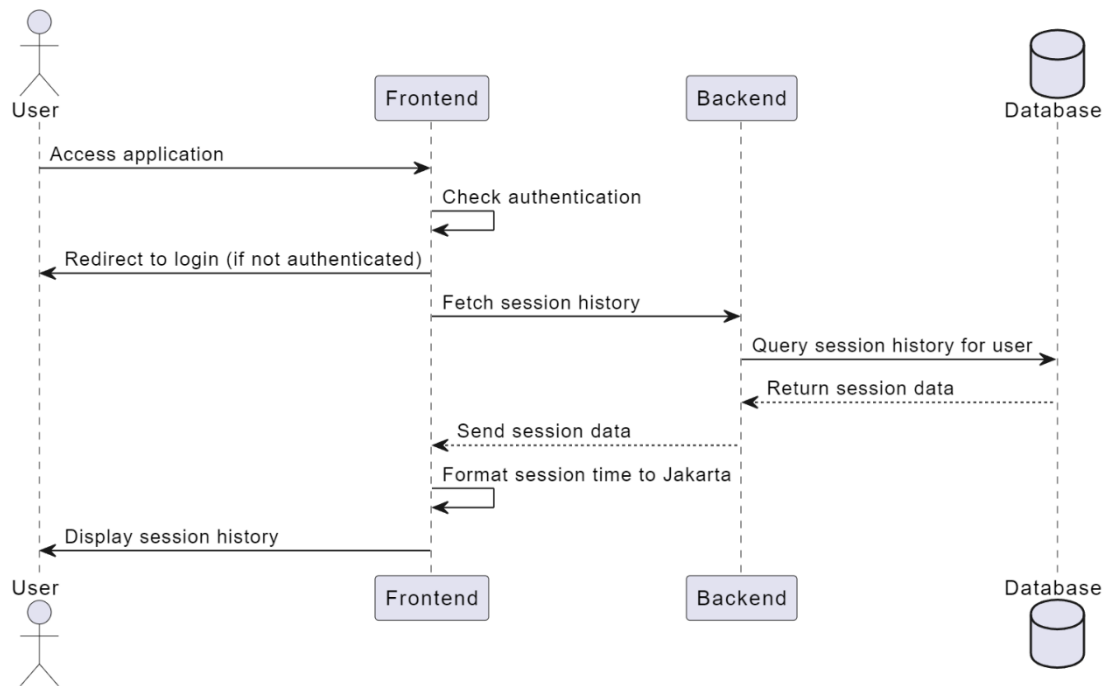 User
Frontend
Backend
Database
Access application
Check authentication
Redirect to login (if not authenticated)
Fetch session history
Query session history for user
Return session data
Send session data
Format session time to Jakarta
Display session history
User
Frontend
Backend
Database